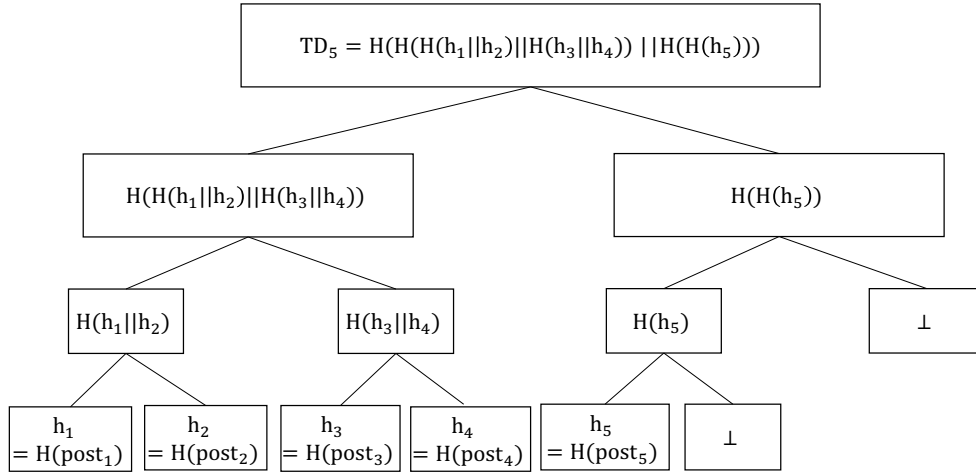 TD₅ = H(H(H(h₁||h₂)||H(h₃||h₄)) ||H(H(h₅)))
H(H(h₁||h₂)||H(h₃||h₄))
H(H(h₅))
H(h₁||h₂)
H(h₃||h₄)
H(h₅)
⊥
h₁
= H(post₁)
h₂
= H(post₂)
h₃
= H(post₃)
h₄
= H(post₄)
h₅
= H(post₅)
⊥